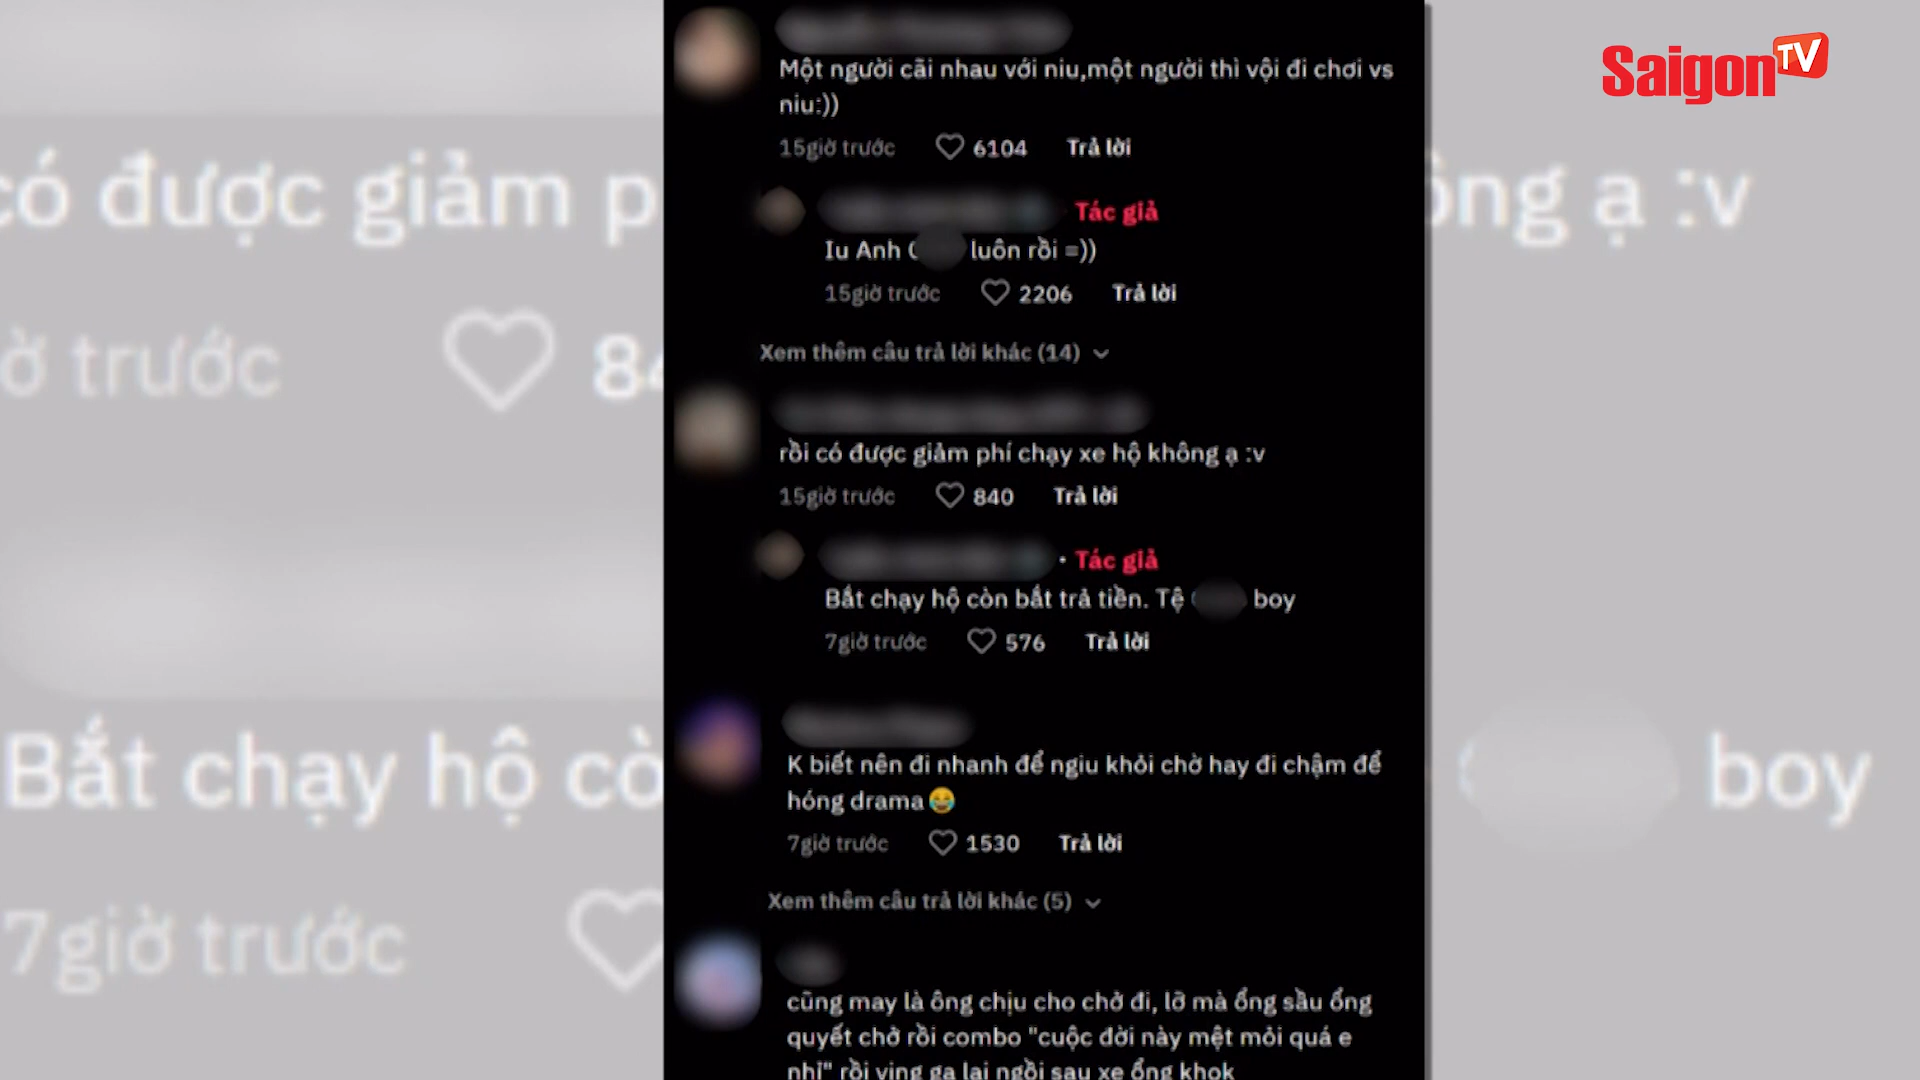 Saigon TV
Một người cãi nhau với niu,một người thì vội đi chơi vs
niu:))
15giờ trước 6104 Trả lời
Tác giả
Iu Anh luôn rồi =))
15giờ trước 2206 Trả lời
Xem thêm câu trả lời khác (14)
rồi có được giảm phí chạy xe hộ không ạ :v
15giờ trước 840 Trả lời
· Tác giả
Bắt chạy hộ còn bắt trả tiền. Tệ boy
7giờ trước 576 Trả lời
K biết nên đi nhanh để ngiu khỏi chờ hay đi chậm để
hóng drama😂
7giờ trước 1530 Trả lời
Xem thêm câu trả lời khác (5)
cũng may là ông chịu cho chở đi, lỡ mà ổng sầu ổng
quyết chở rồi combo "cuộc đời này mệt mỏi quá e
nhỉ" rồi vịng ga lại ngồi sau xe ổng khok
có được giảm p ông ạ :v
ờ trước 84
Bắt chạy hộ cò boy
7giờ trước